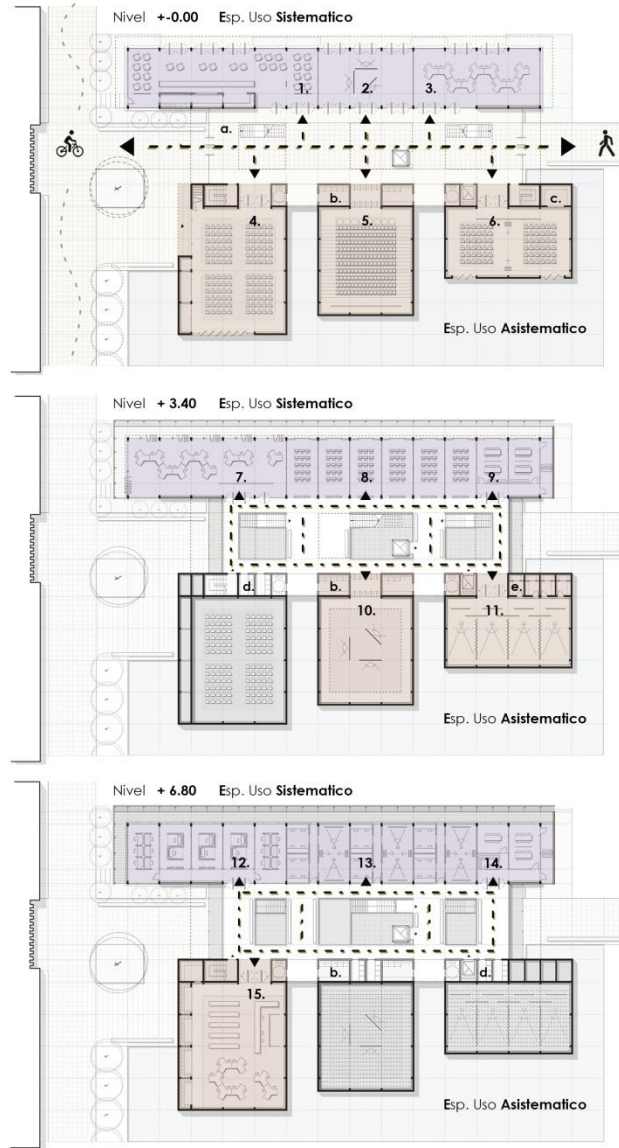 Nivel +-0.00 Esp. Uso Sistematico
1. 2. 3.
a.
4. b. 5. 6. c.
Esp. Uso Asistematico
Nivel + 3.40 Esp. Uso Sistematico
7. 8. 9.
d. b. e.
10. 11.
Esp. Uso Asistematico
Nivel + 6.80 Esp. Uso Sistematico
12. 13. 14.
b. d.
15.
Esp. Uso Asistematico